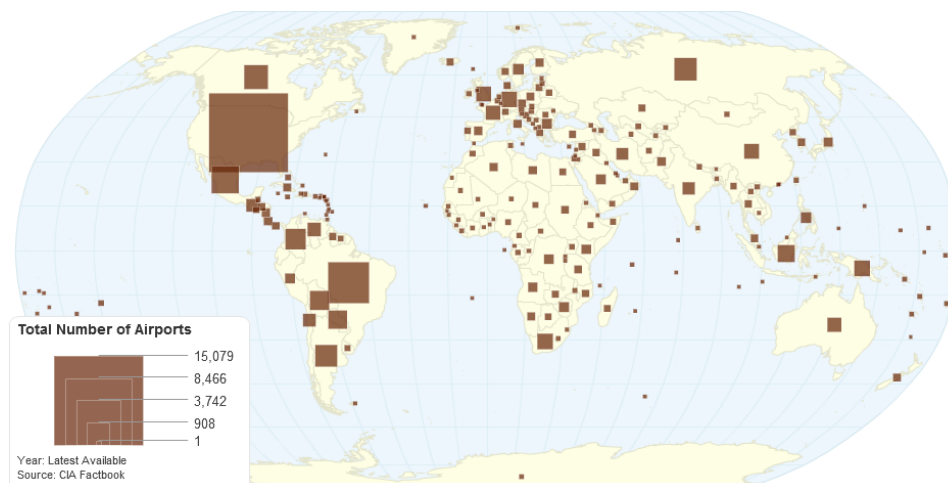 Total Number of Airports
15,079
8,466
3,742
908
1
Year: Latest Available
Source: CIA Factbook